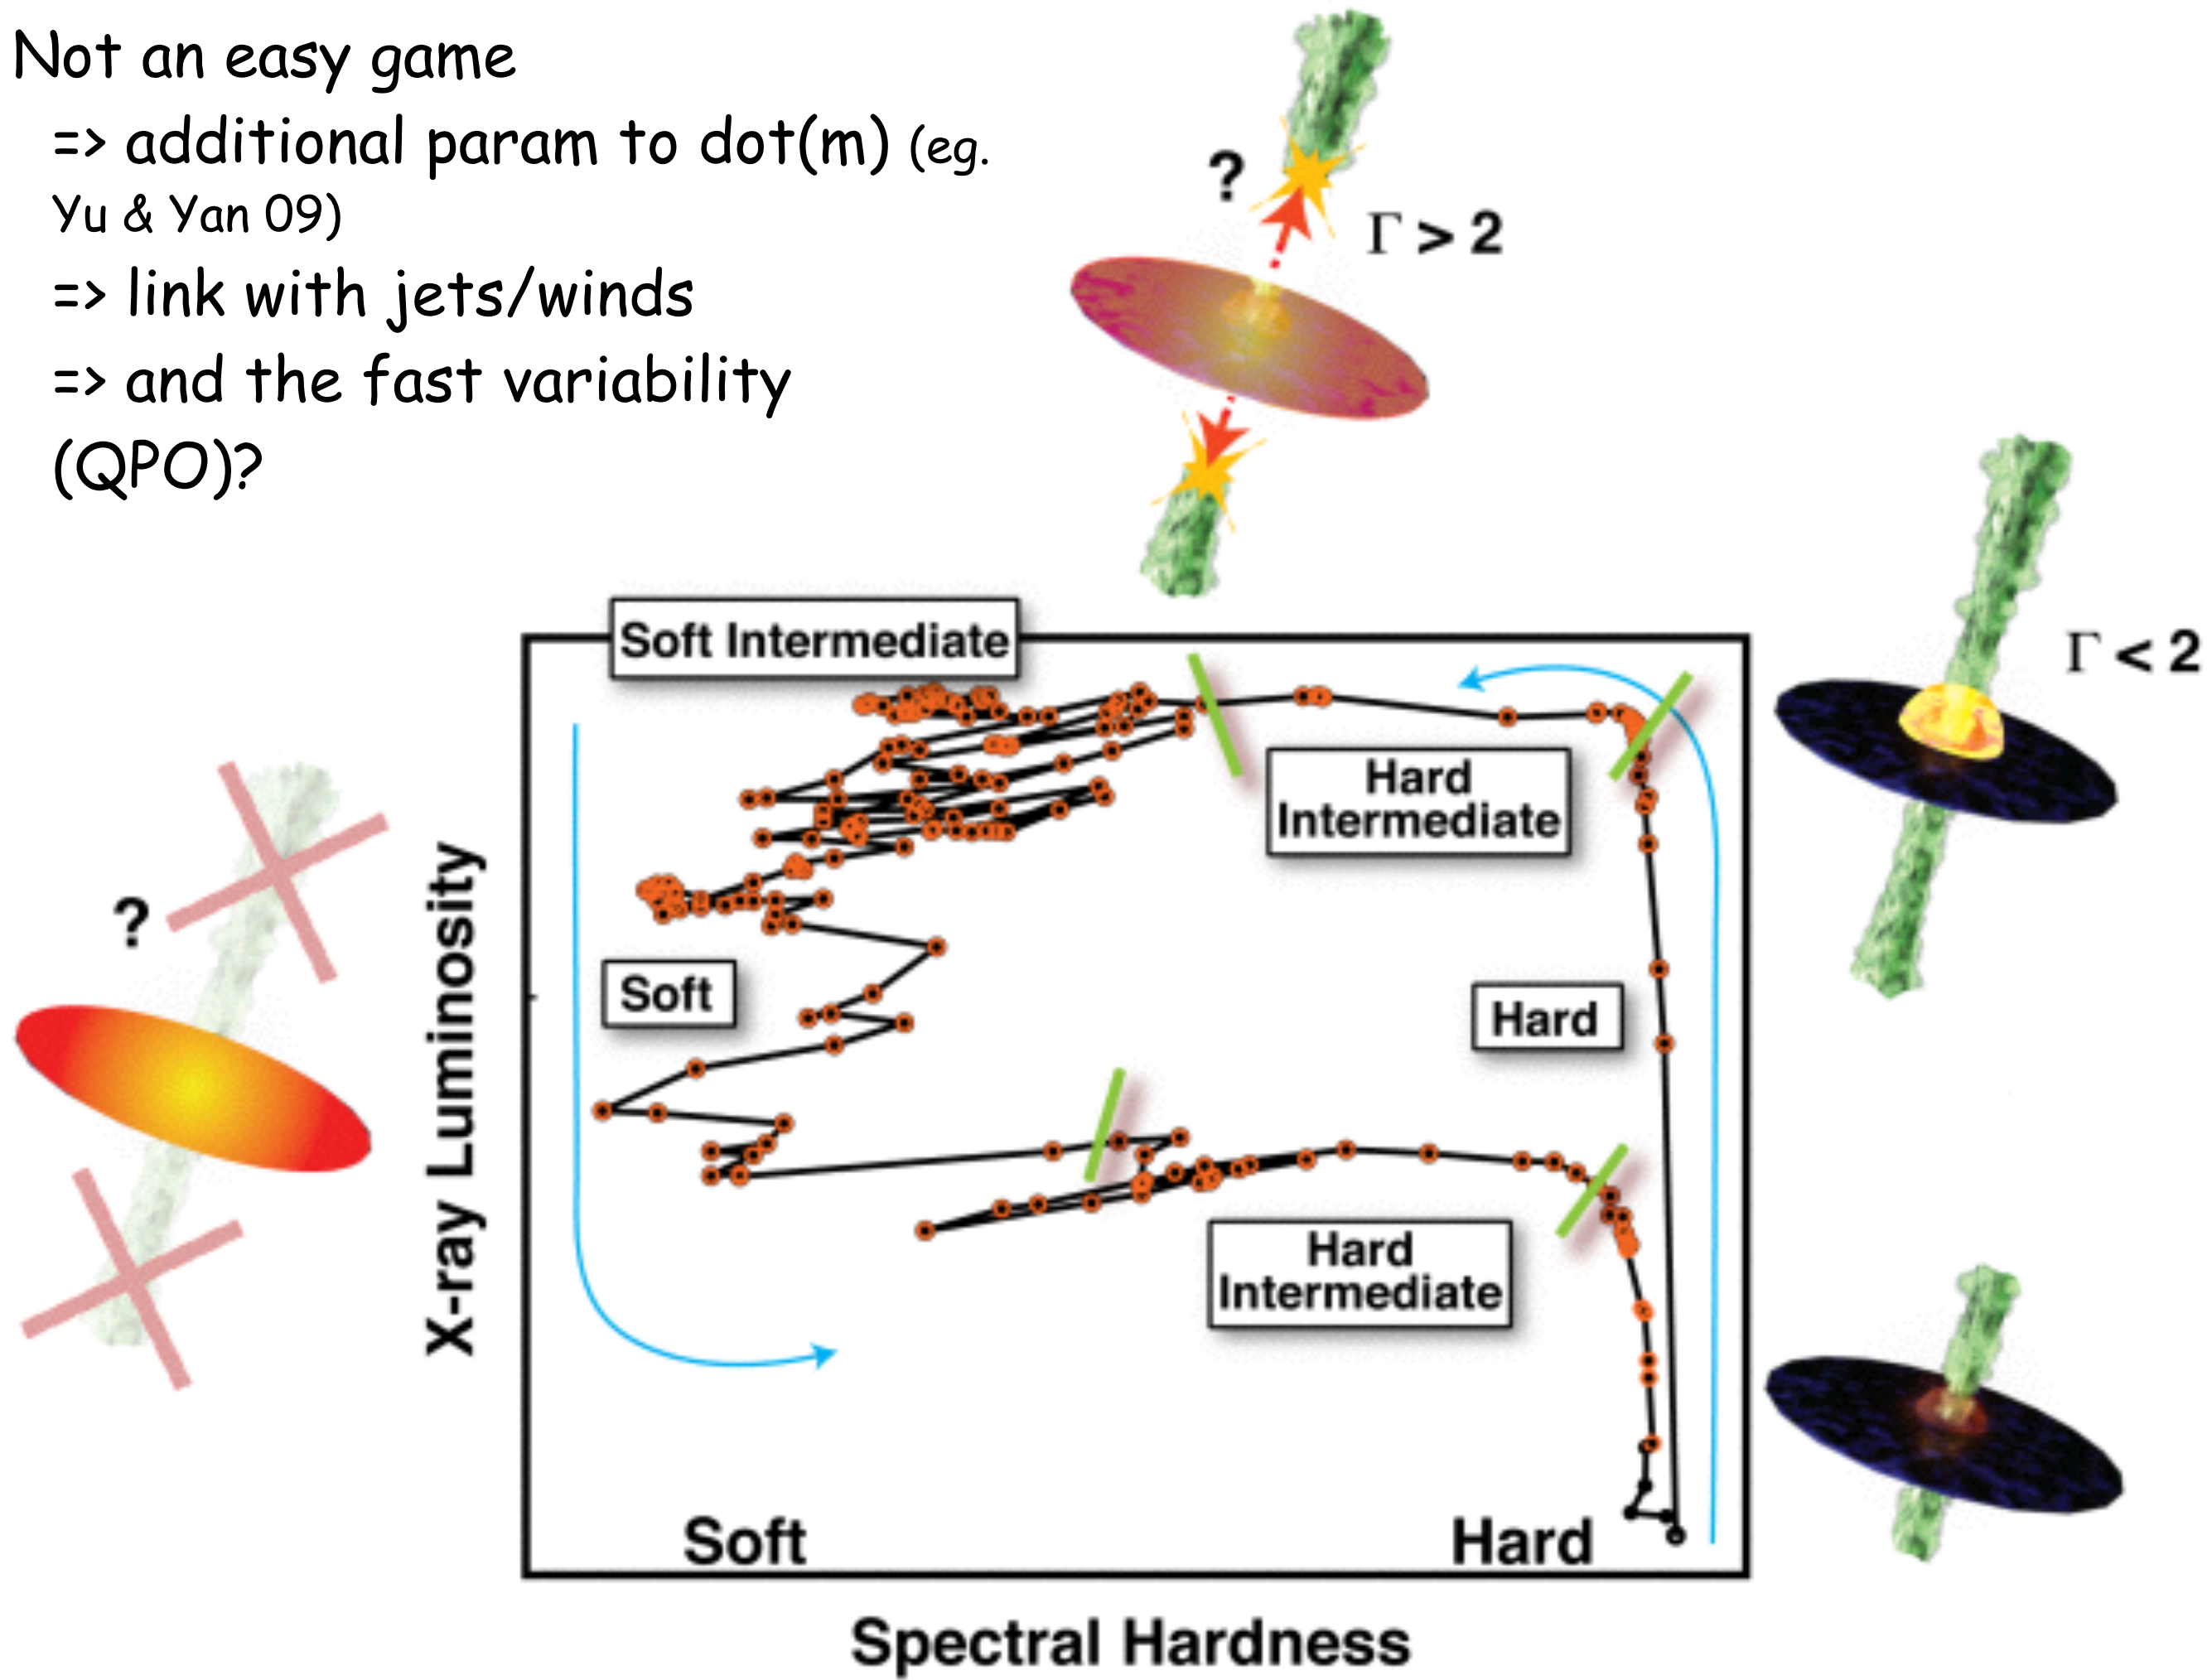 Not an easy game
=> additional param to dot(m) (eg.
Yu & Yan 09)
=> link with jets/winds
=> and the fast variability
(QPO)?
?
Γ > 2
Γ < 2
Soft Intermediate
Hard
Intermediate
?
Soft
Hard
Hard
Intermediate
X-ray Luminosity
Soft
Hard
Spectral Hardness